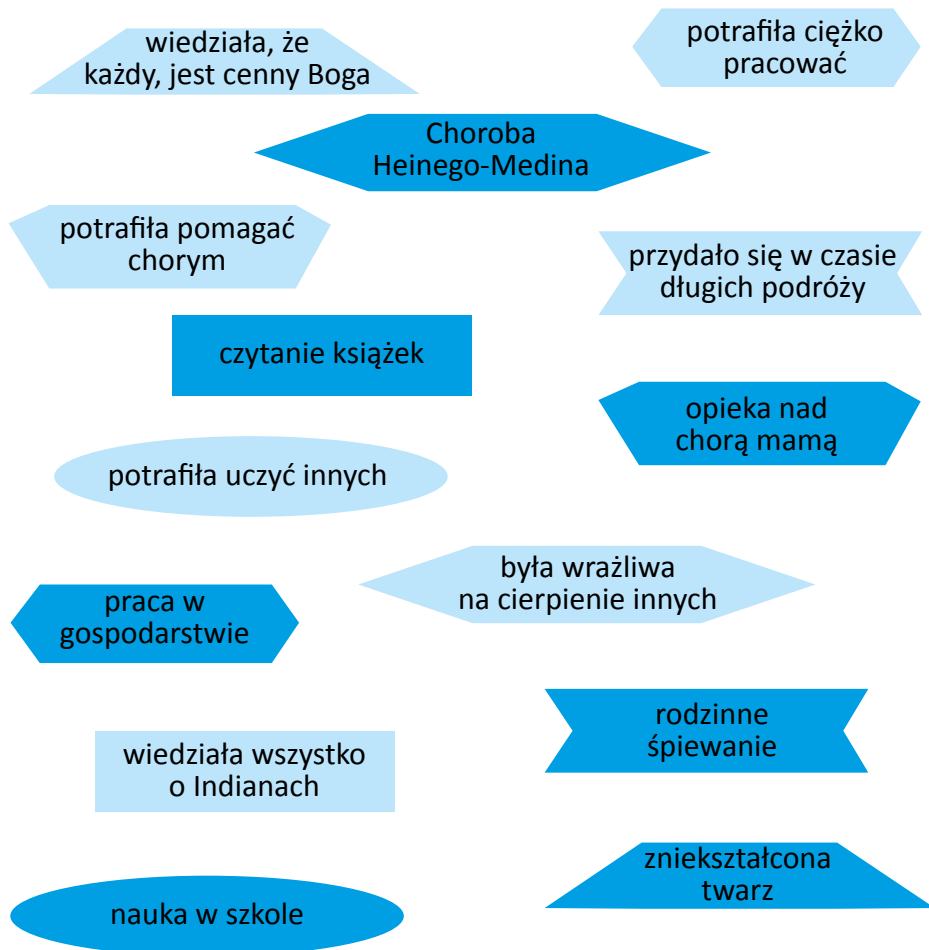 wiedziała, że
każdy, jest cenny Boga
potrafiła ciężko
pracować
Choroba
Heinego-Medina
potrafiła pomagać
chorym
przydało się w czasie
długich podróży
czytanie książek
opieka nad
chorą mamą
potrafiła uczyć innych
była wrażliwa
na cierpienie innych
praca w
gospodarstwie
rodzinne
śpiewanie
wiedziała wszystko
o Indianach
zniekształcona
twarz
nauka w szkole